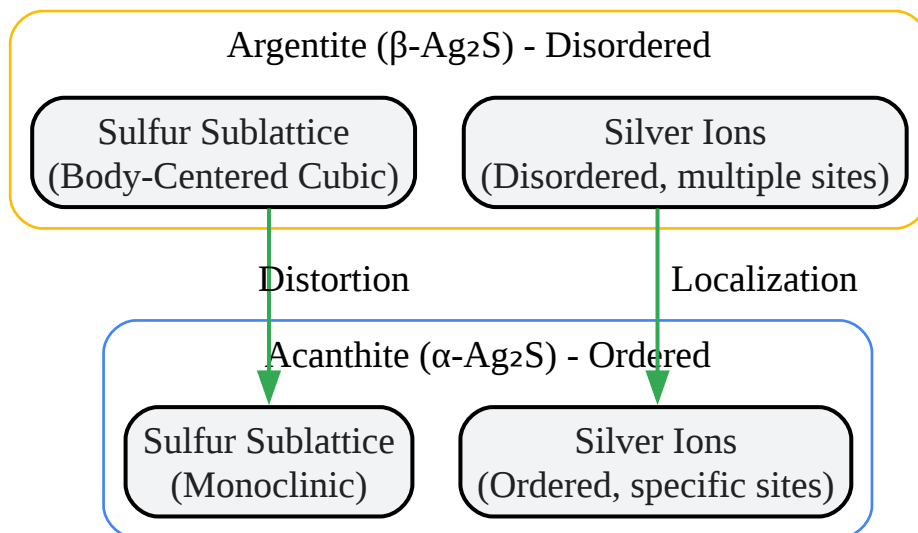 Argentite (β-Ag₂S) - Disordered
Sulfur Sublattice
(Body-Centered Cubic)
Silver Ions
(Disordered, multiple sites)
Distortion
Localization
Acanthite (α-Ag₂S) - Ordered
Sulfur Sublattice
(Monoclinic)
Silver Ions
(Ordered, specific sites)